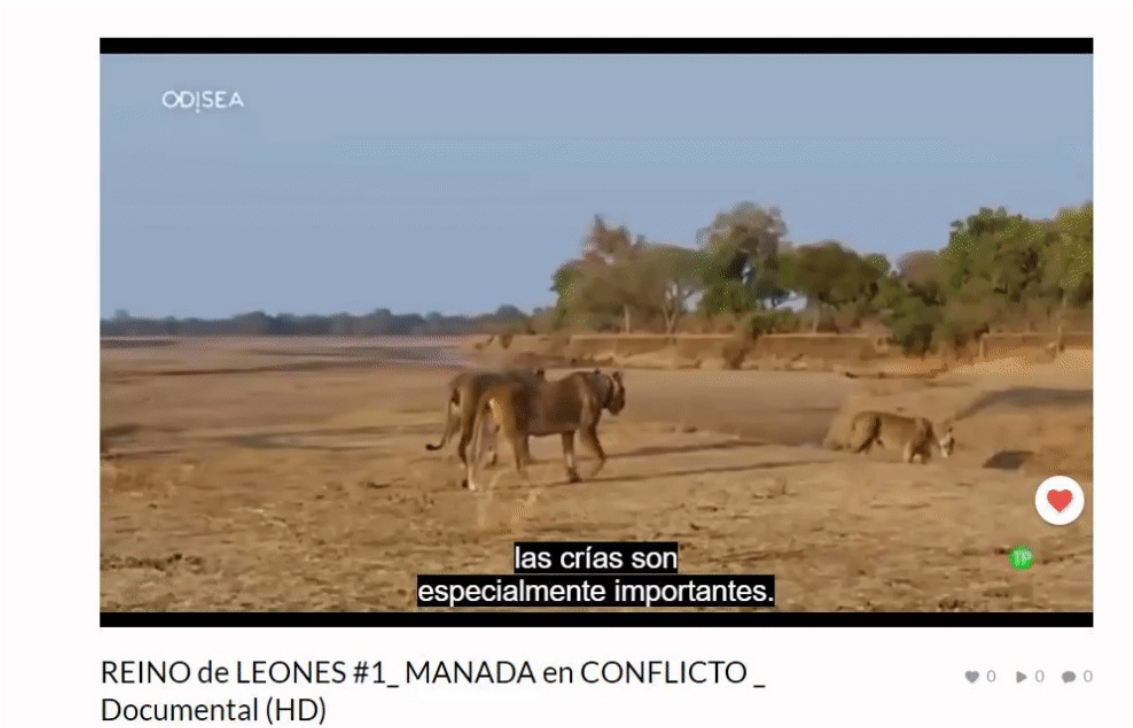 ODISEA
las crías son
especialmente importantes.
TP
REINO de LEONES #1_ MANADA en CONFLICTO _
0 0 0
Documental (HD)